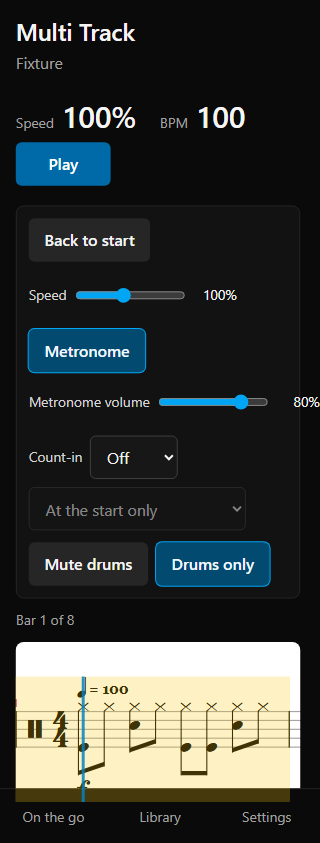 Multi Track
Fixture
Speed 100% BPM 100
Play
Back to start
Speed 100%
Metronome
Metronome volume 80%
Count-in Off
At the start only
Mute drums Drums only
Bar 1 of 8
= 100
4
4
f
On the go Library Settings